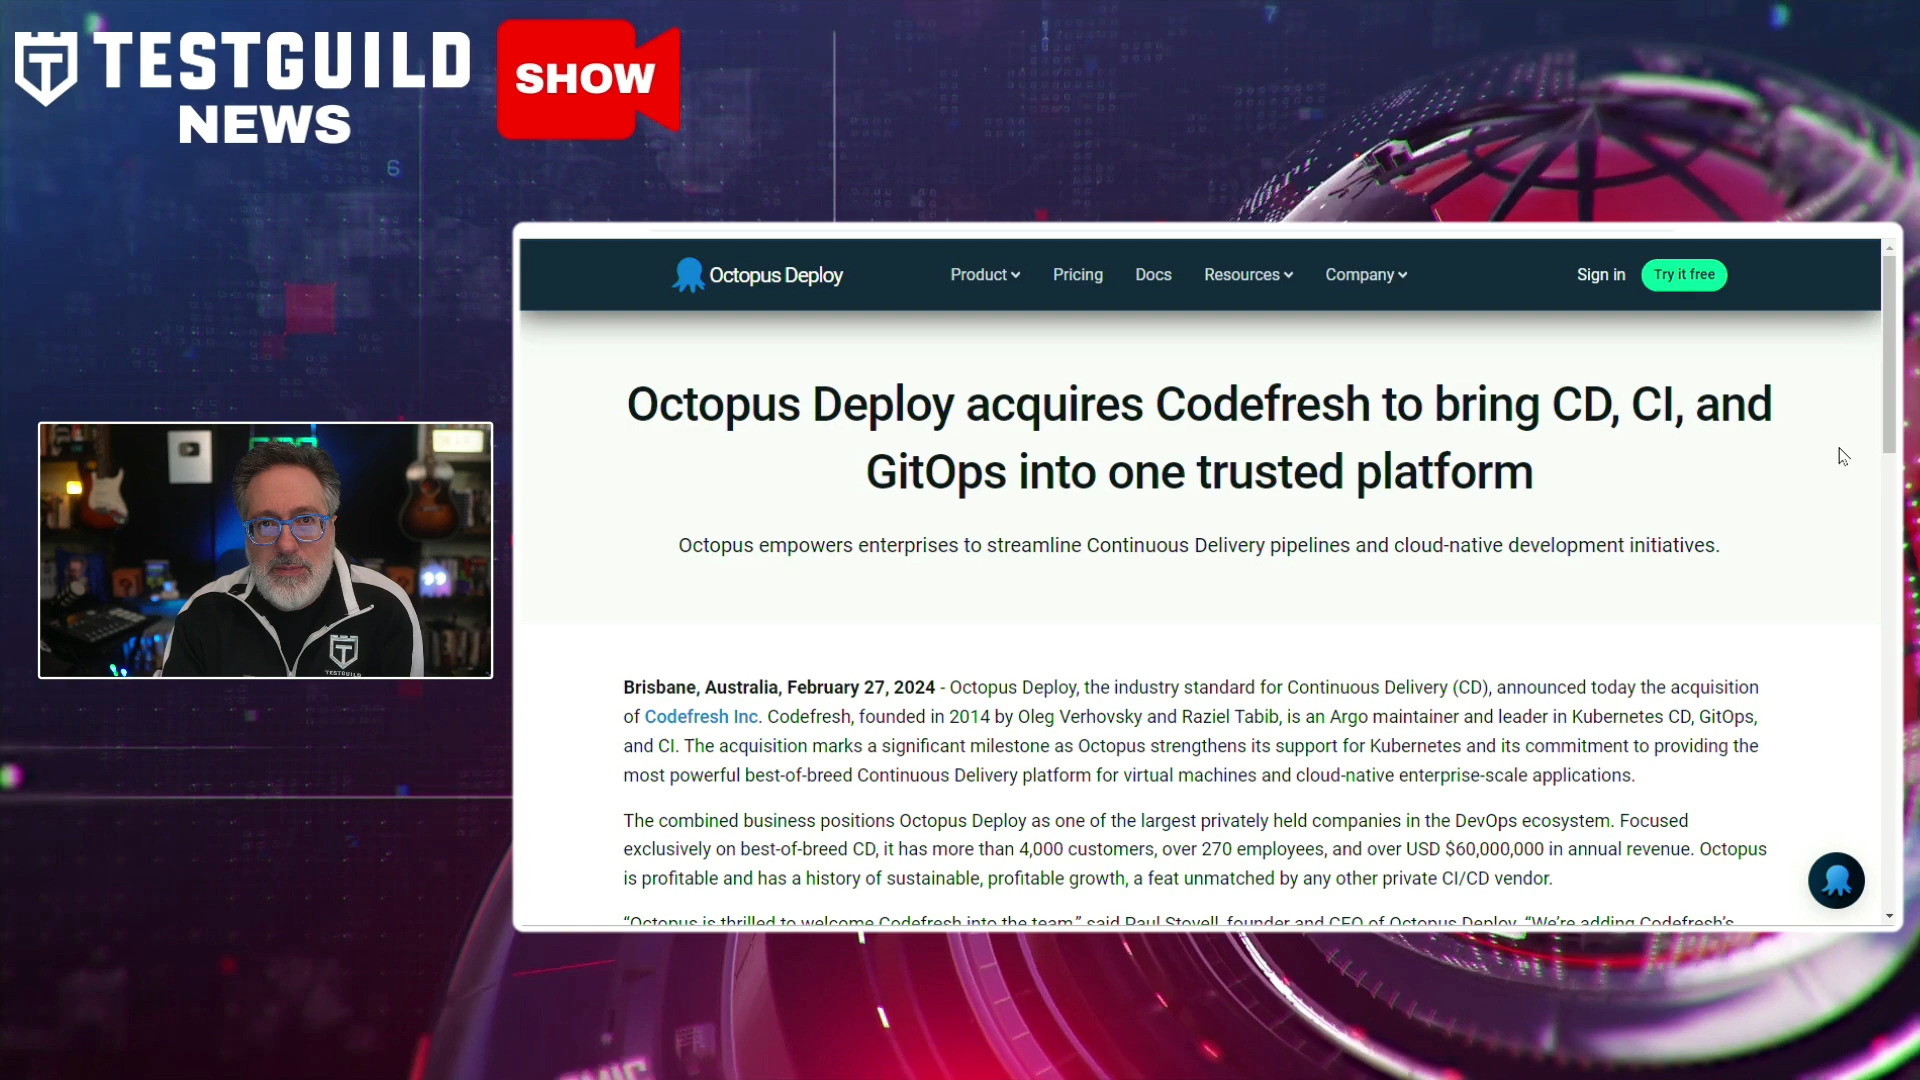 TESTGUILD
NEWS
SHOW
Octopus Deploy
Product
Pricing
Docs
Resources
Company
Sign in
Try it free
Octopus Deploy acquires Codefresh to bring CD, CI, and
GitOps into one trusted platform
Octopus empowers enterprises to streamline Continuous Delivery pipelines and cloud-native development initiatives.
Brisbane, Australia, February 27, 2024 - Octopus Deploy, the industry standard for Continuous Delivery (CD), announced today the acquisition
of Codefresh Inc. Codefresh, founded in 2014 by Oleg Verhovsky and Raziel Tabib, is an Argo maintainer and leader in Kubernetes CD, GitOps,
and CI. The acquisition marks a significant milestone as Octopus strengthens its support for Kubernetes and its commitment to providing the
most powerful best-of-breed Continuous Delivery platform for virtual machines and cloud-native enterprise-scale applications.
The combined business positions Octopus Deploy as one of the largest privately held companies in the DevOps ecosystem. Focused
exclusively on best-of-breed CD, it has more than 4,000 customers, over 270 employees, and over USD $60,000,000 in annual revenue. Octopus
is profitable and has a history of sustainable, profitable growth, a feat unmatched by any other private CI/CD vendor.
"Octopus is thrilled to welcome Codefresh into the team," said Paul Stovell, founder and CEO of Octopus Deploy. "We're adding Codefresh's
T
TESTGUILD
6
7